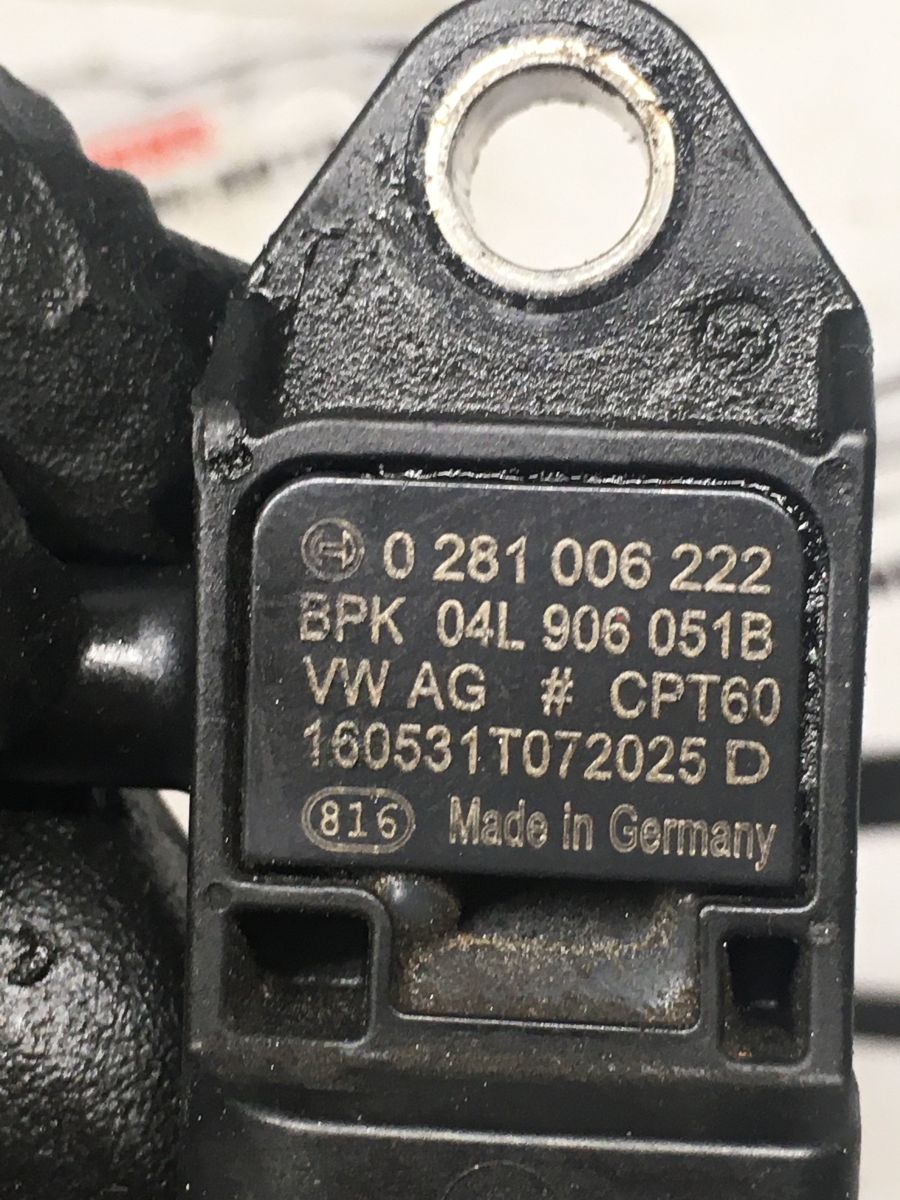 0 281 006 222
BPK 04L 906 051B
VW AG # CPT60
160531T072025 D
816 Made in Germany